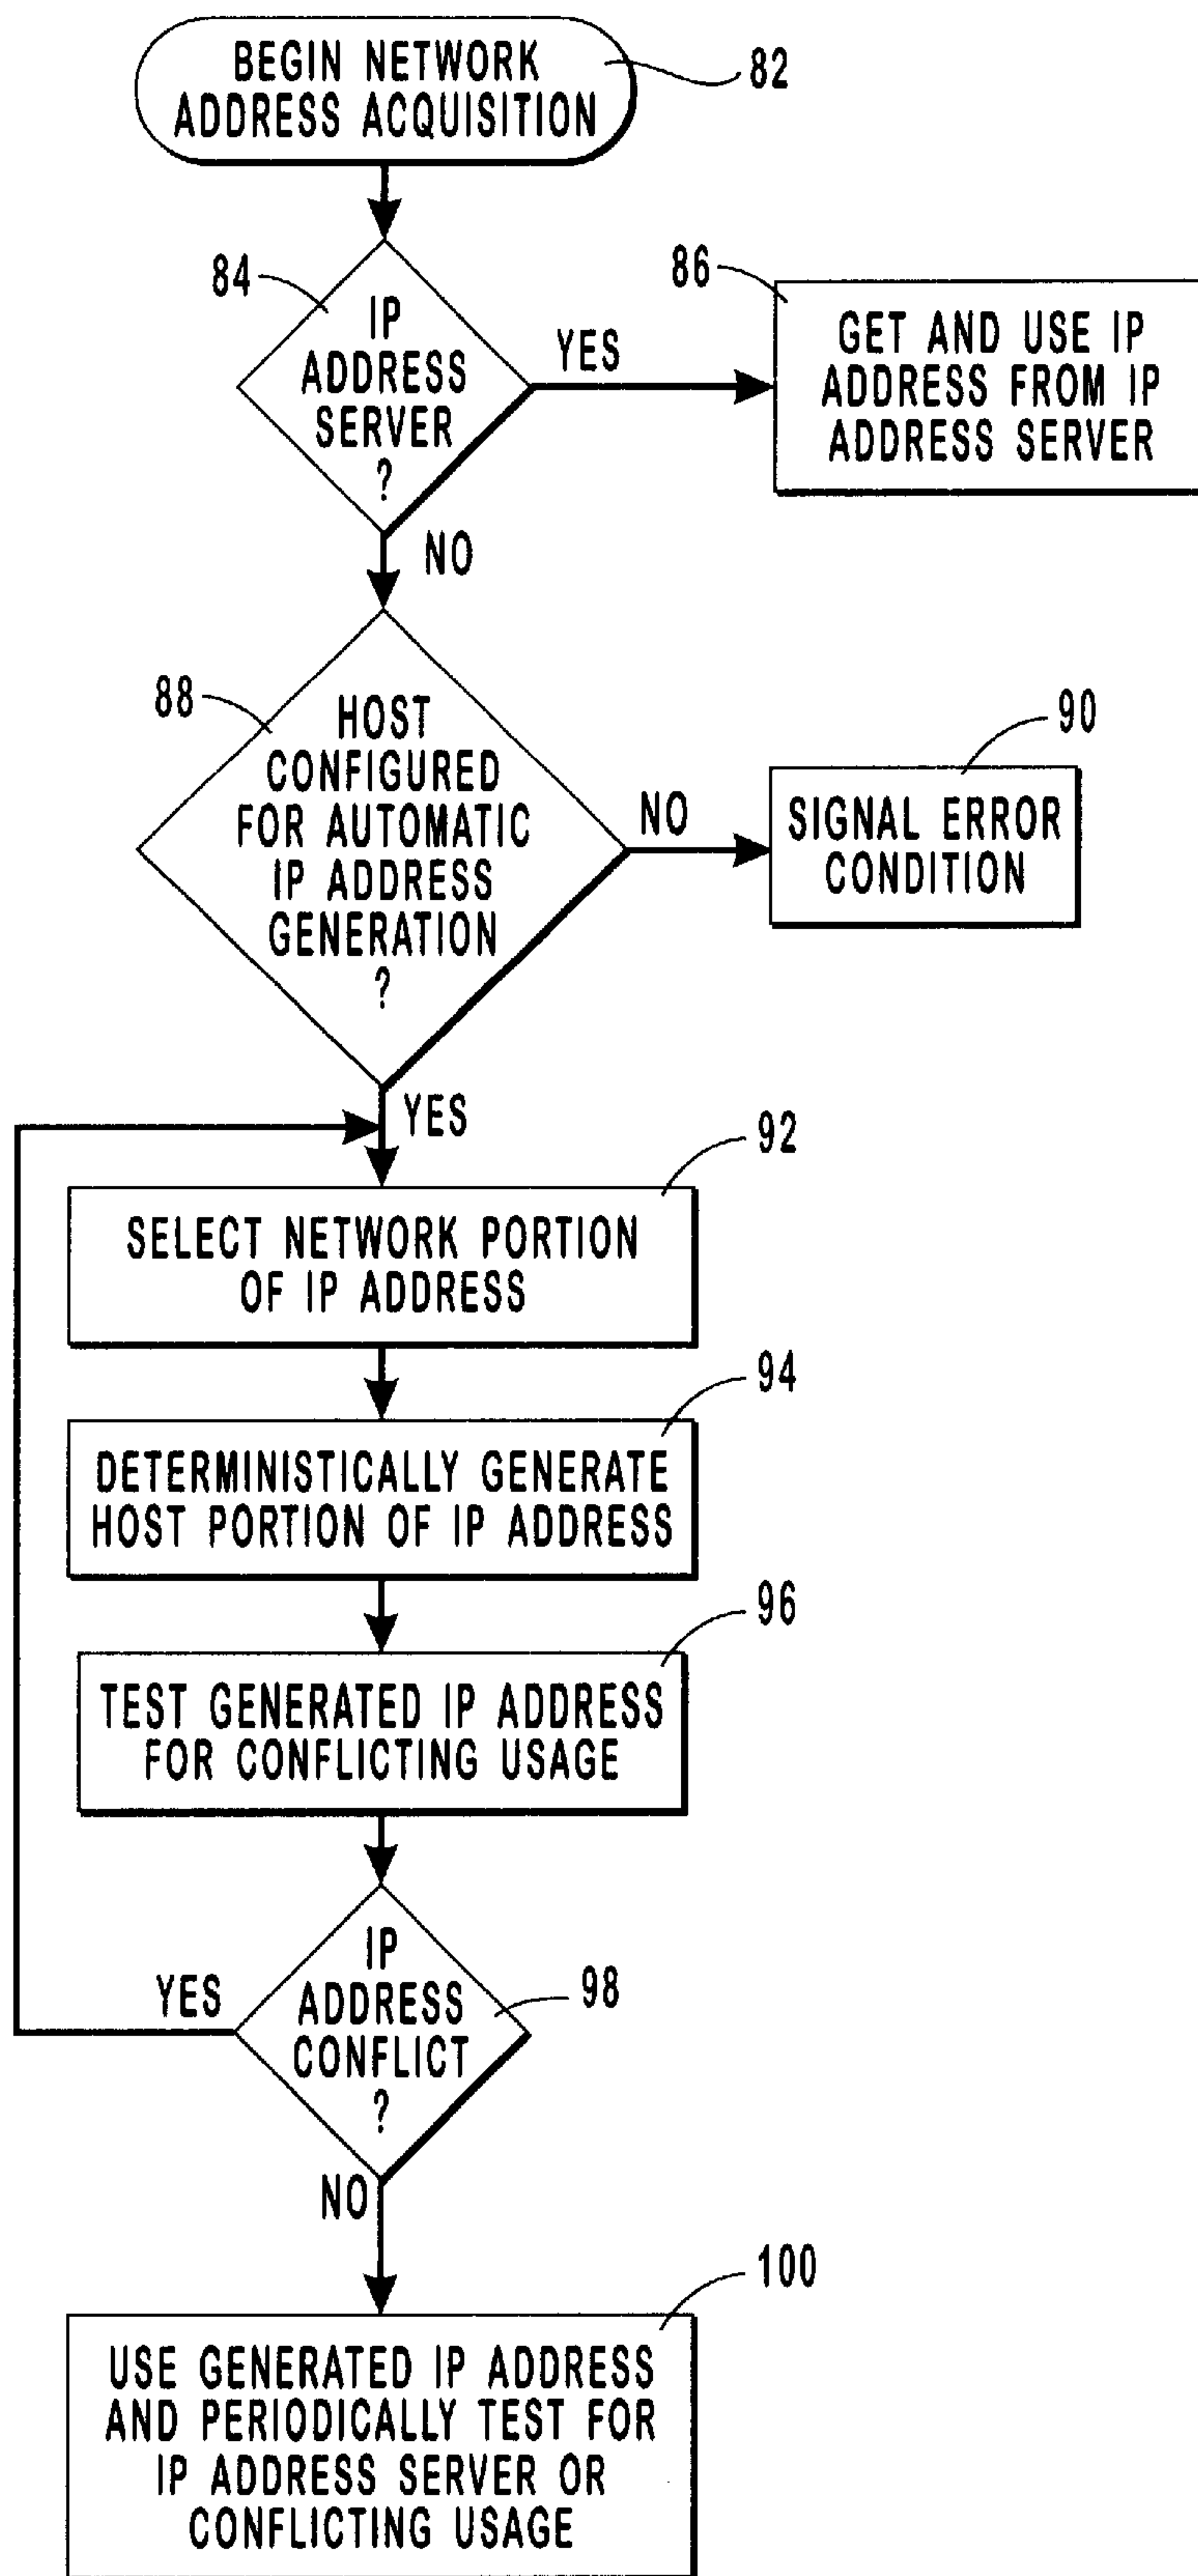 BEGIN NETWORK
ADDRESS ACQUISITION
82
84
IP
ADDRESS
SERVER
?
YES
86
GET AND USE IP
ADDRESS FROM IP
ADDRESS SERVER
NO
88
HOST
CONFIGURED
FOR AUTOMATIC
IP ADDRESS
GENERATION
?
NO
90
SIGNAL ERROR
CONDITION
YES
92
SELECT NETWORK PORTION
OF IP ADDRESS
94
DETERMINISTICALLY GENERATE
HOST PORTION OF IP ADDRESS
96
TEST GENERATED IP ADDRESS
FOR CONFLICTING USAGE
YES
IP
ADDRESS
CONFLICT
?
98
NO
100
USE GENERATED IP ADDRESS
AND PERIODICALLY TEST FOR
IP ADDRESS SERVER OR
CONFLICTING USAGE